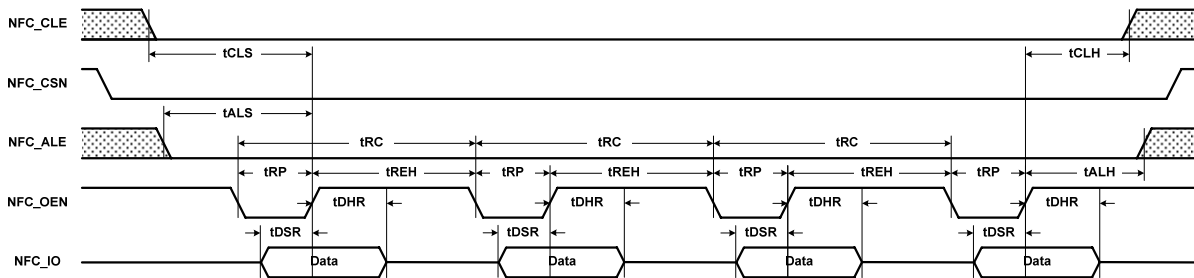 NFC_CLE
tCLS tCLH
NFC_CSN
tALS
NFC_ALE
tRC tRC tRC
tRP tREH tRP tREH tRP tREH tRP tALH
NFC_OEN
tDHR tDHR tDHR tDHR
tDSR tDSR tDSR tDSR
NFC_IO Data Data Data Data